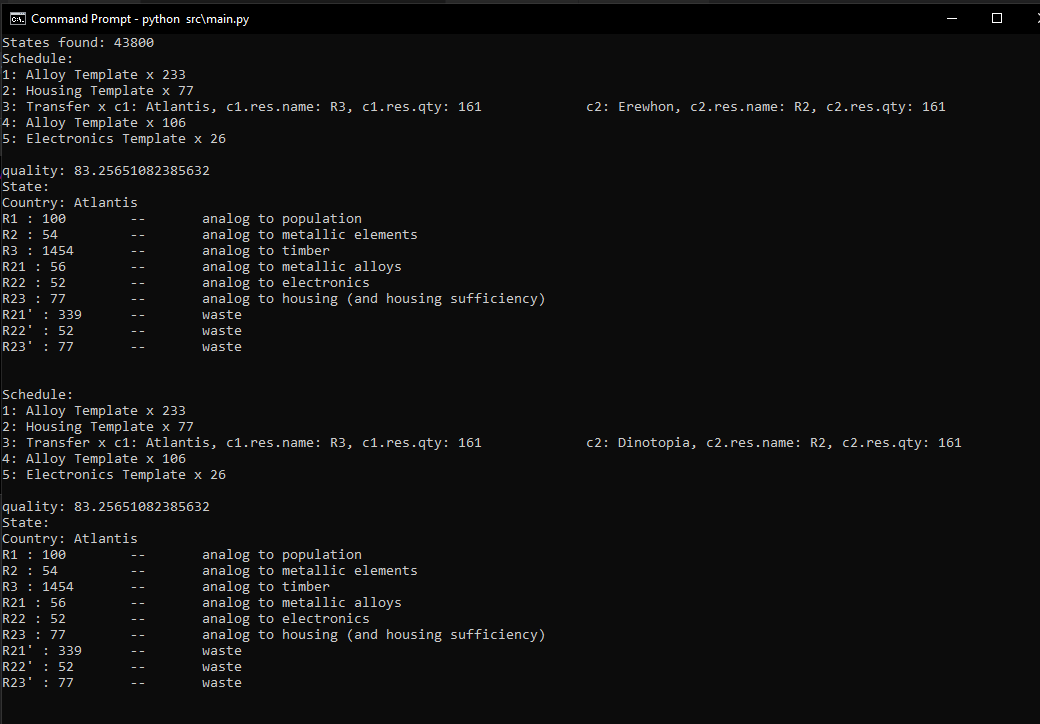 Command Prompt - python  src\main.py
States found: 43800
Schedule:
1: Alloy Template x 233
2: Housing Template x 77
3: Transfer x c1: Atlantis, c1.res.name: R3, c1.res.qty: 161             c2: Erewhon, c2.res.name: R2, c2.res.qty: 161
4: Alloy Template x 106
5: Electronics Template x 26
quality: 83.25651082385632
State:
Country: Atlantis
R1 : 100        --       analog to population
R2 : 54         --       analog to metallic elements
R3 : 1454       --       analog to timber
R21 : 56        --       analog to metallic alloys
R22 : 52        --       analog to electronics
R23 : 77        --       analog to housing (and housing sufficiency)
R21' : 339      --       waste
R22' : 52       --       waste
R23' : 77       --       waste
Schedule:
1: Alloy Template x 233
2: Housing Template x 77
3: Transfer x c1: Atlantis, c1.res.name: R3, c1.res.qty: 161             c2: Dinotopia, c2.res.name: R2, c2.res.qty: 161
4: Alloy Template x 106
5: Electronics Template x 26
quality: 83.25651082385632
State:
Country: Atlantis
R1 : 100        --       analog to population
R2 : 54         --       analog to metallic elements
R3 : 1454       --       analog to timber
R21 : 56        --       analog to metallic alloys
R22 : 52        --       analog to electronics
R23 : 77        --       analog to housing (and housing sufficiency)
R21' : 339      --       waste
R22' : 52       --       waste
R23' : 77       --       waste